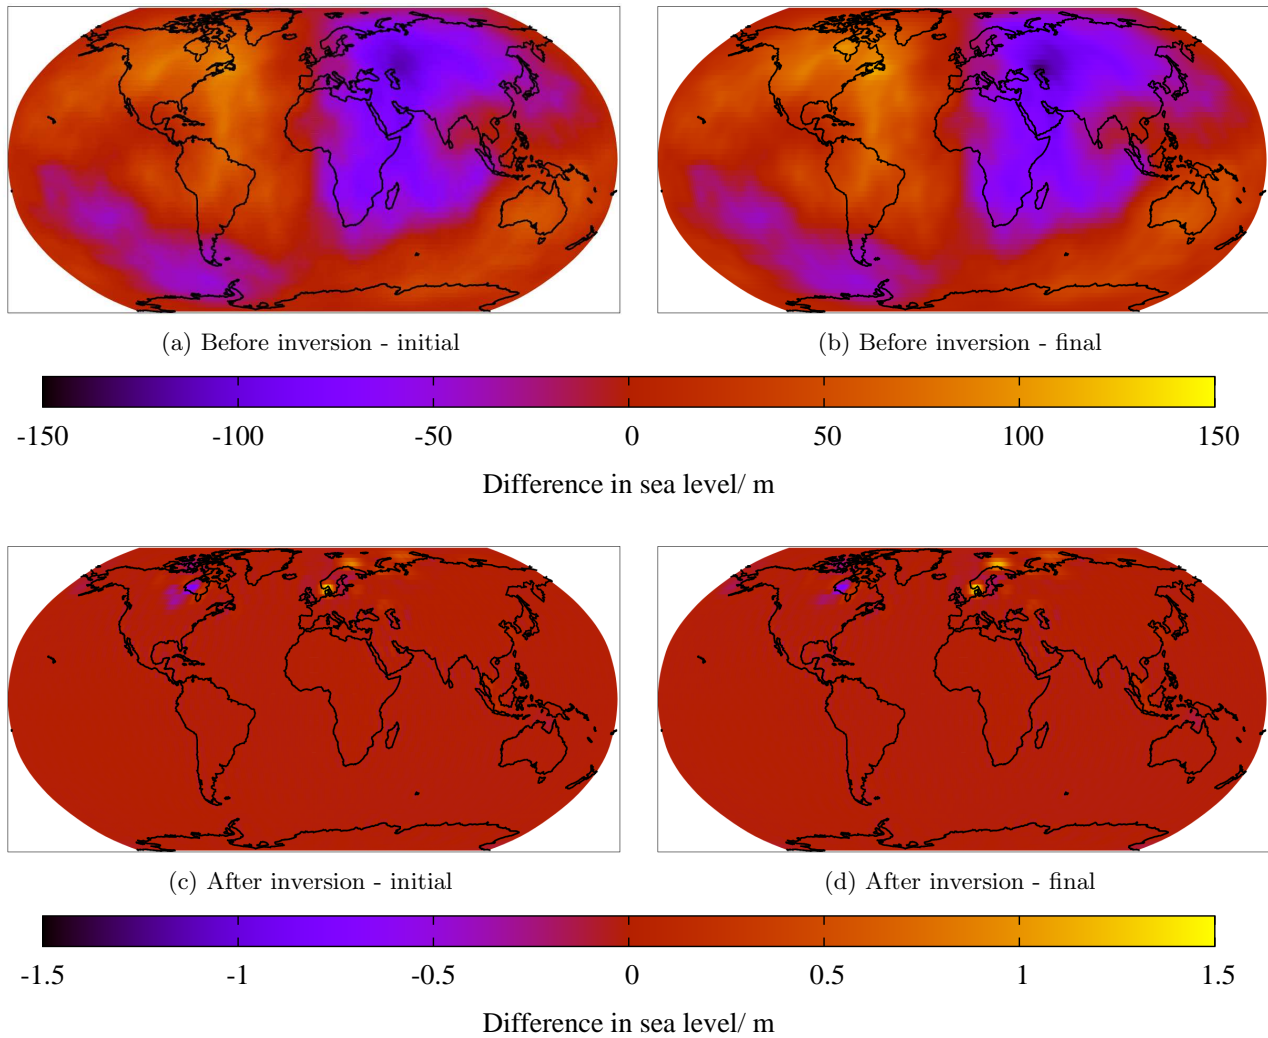 (a) Before inversion - initial
(b) Before inversion - final
-150 -100 -50 0 50 100 150
Difference in sea level/ m
(c) After inversion - initial
(d) After inversion - final
-1.5 -1 -0.5 0 0.5 1 1.5
Difference in sea level/ m